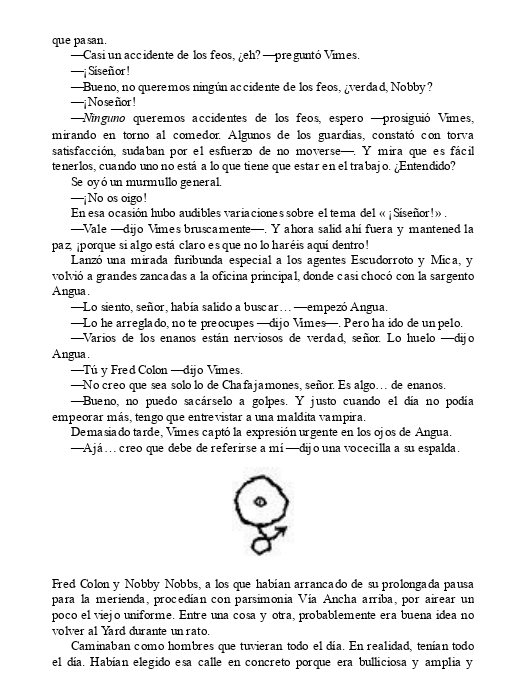 que pasan.
—Casi un accidente de los feos, ¿eh? —preguntó Vimes.
—¡Síseñor!
—Bueno, no queremos ningún accidente de los feos, ¿verdad, Nobby?
—¡Noseñor!
—Ninguno queremos accidentes de los feos, espero —prosiguió Vimes,
mirando en torno al comedor. Algunos de los guardias, constató con torva
satisfacción, sudaban por el esfuerzo de no moverse—. Y mira que es fácil
tenerlos, cuando uno no está a lo que tiene que estar en el trabajo. ¿Entendido?
Se oyó un murmullo general.
—¡No os oigo!
En esa ocasión hubo audibles variaciones sobre el tema del « ¡Síseñor!» .
—Vale —dijo Vimes bruscamente—. Y ahora salid ahí fuera y mantened la
paz, ¡porque si algo está claro es que no lo haréis aquí dentro!
Lanzó una mirada furibunda especial a los agentes Escudorroto y Mica, y
volvió a grandes zancadas a la oficina principal, donde casi chocó con la sargento
Angua.
—Lo siento, señor, había salido a buscar… —empezó Angua.
—Lo he arreglado, no te preocupes —dijo Vimes—. Pero ha ido de un pelo.
—Varios de los enanos están nerviosos de verdad, señor. Lo huelo —dijo
Angua.
—Tú y Fred Colon —dijo Vimes.
—No creo que sea solo lo de Chafajamones, señor. Es algo… de enanos.
—Bueno, no puedo sacárselo a golpes. Y justo cuando el día no podía
empeorar más, tengo que entrevistar a una maldita vampira.
Demasiado tarde, Vimes captó la expresión urgente en los ojos de Angua.
—Ajá… creo que debe de referirse a mí —dijo una vocecilla a su espalda.
Fred Colon y Nobby Nobbs, a los que habían arrancado de su prolongada pausa
para la merienda, procedían con parsimonia Vía Ancha arriba, por airear un
poco el viejo uniforme. Entre una cosa y otra, probablemente era buena idea no
volver al Yard durante un rato.
Caminaban como hombres que tuvieran todo el día. En realidad, tenían todo
el día. Habían elegido esa calle en concreto porque era bulliciosa y amplia y